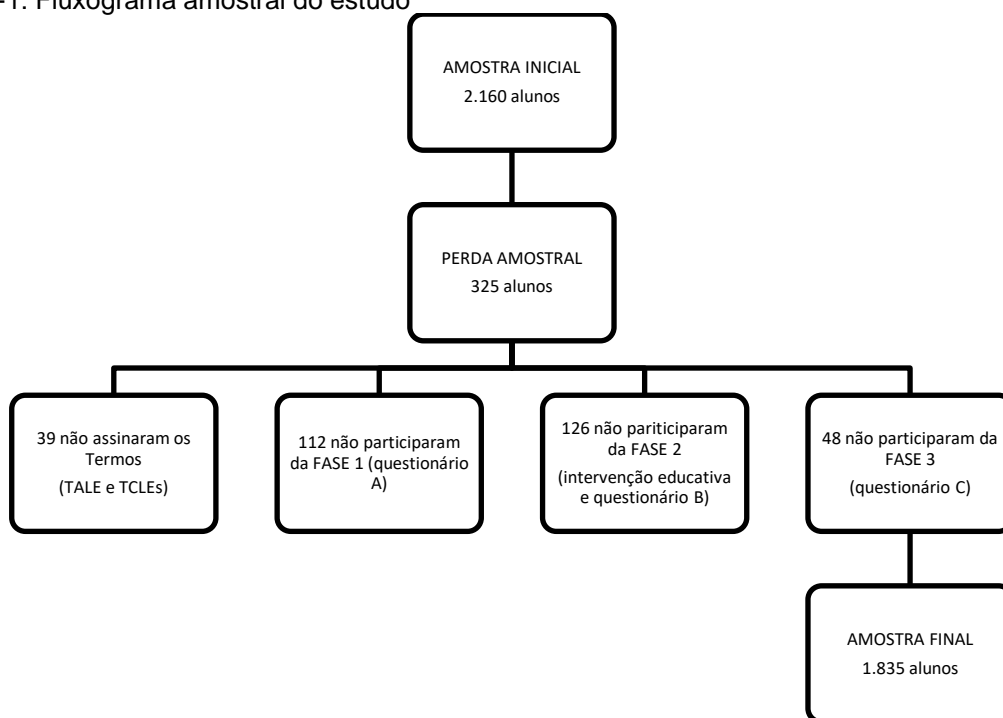 -1. Fluxograma amostral do estudo
AMOSTRA INICIAL
2.160 alunos
PERDA AMOSTRAL
325 alunos
39 não assinaram os
Termos
(TALE e TCLEs)
112 não participaram
da FASE 1 (questionário
A)
126 não pariticiparam
da FASE 2
(intervenção educativa
e questionário B)
48 não participaram da
FASE 3
(questionário C)
AMOSTRA FINAL
1.835 alunos